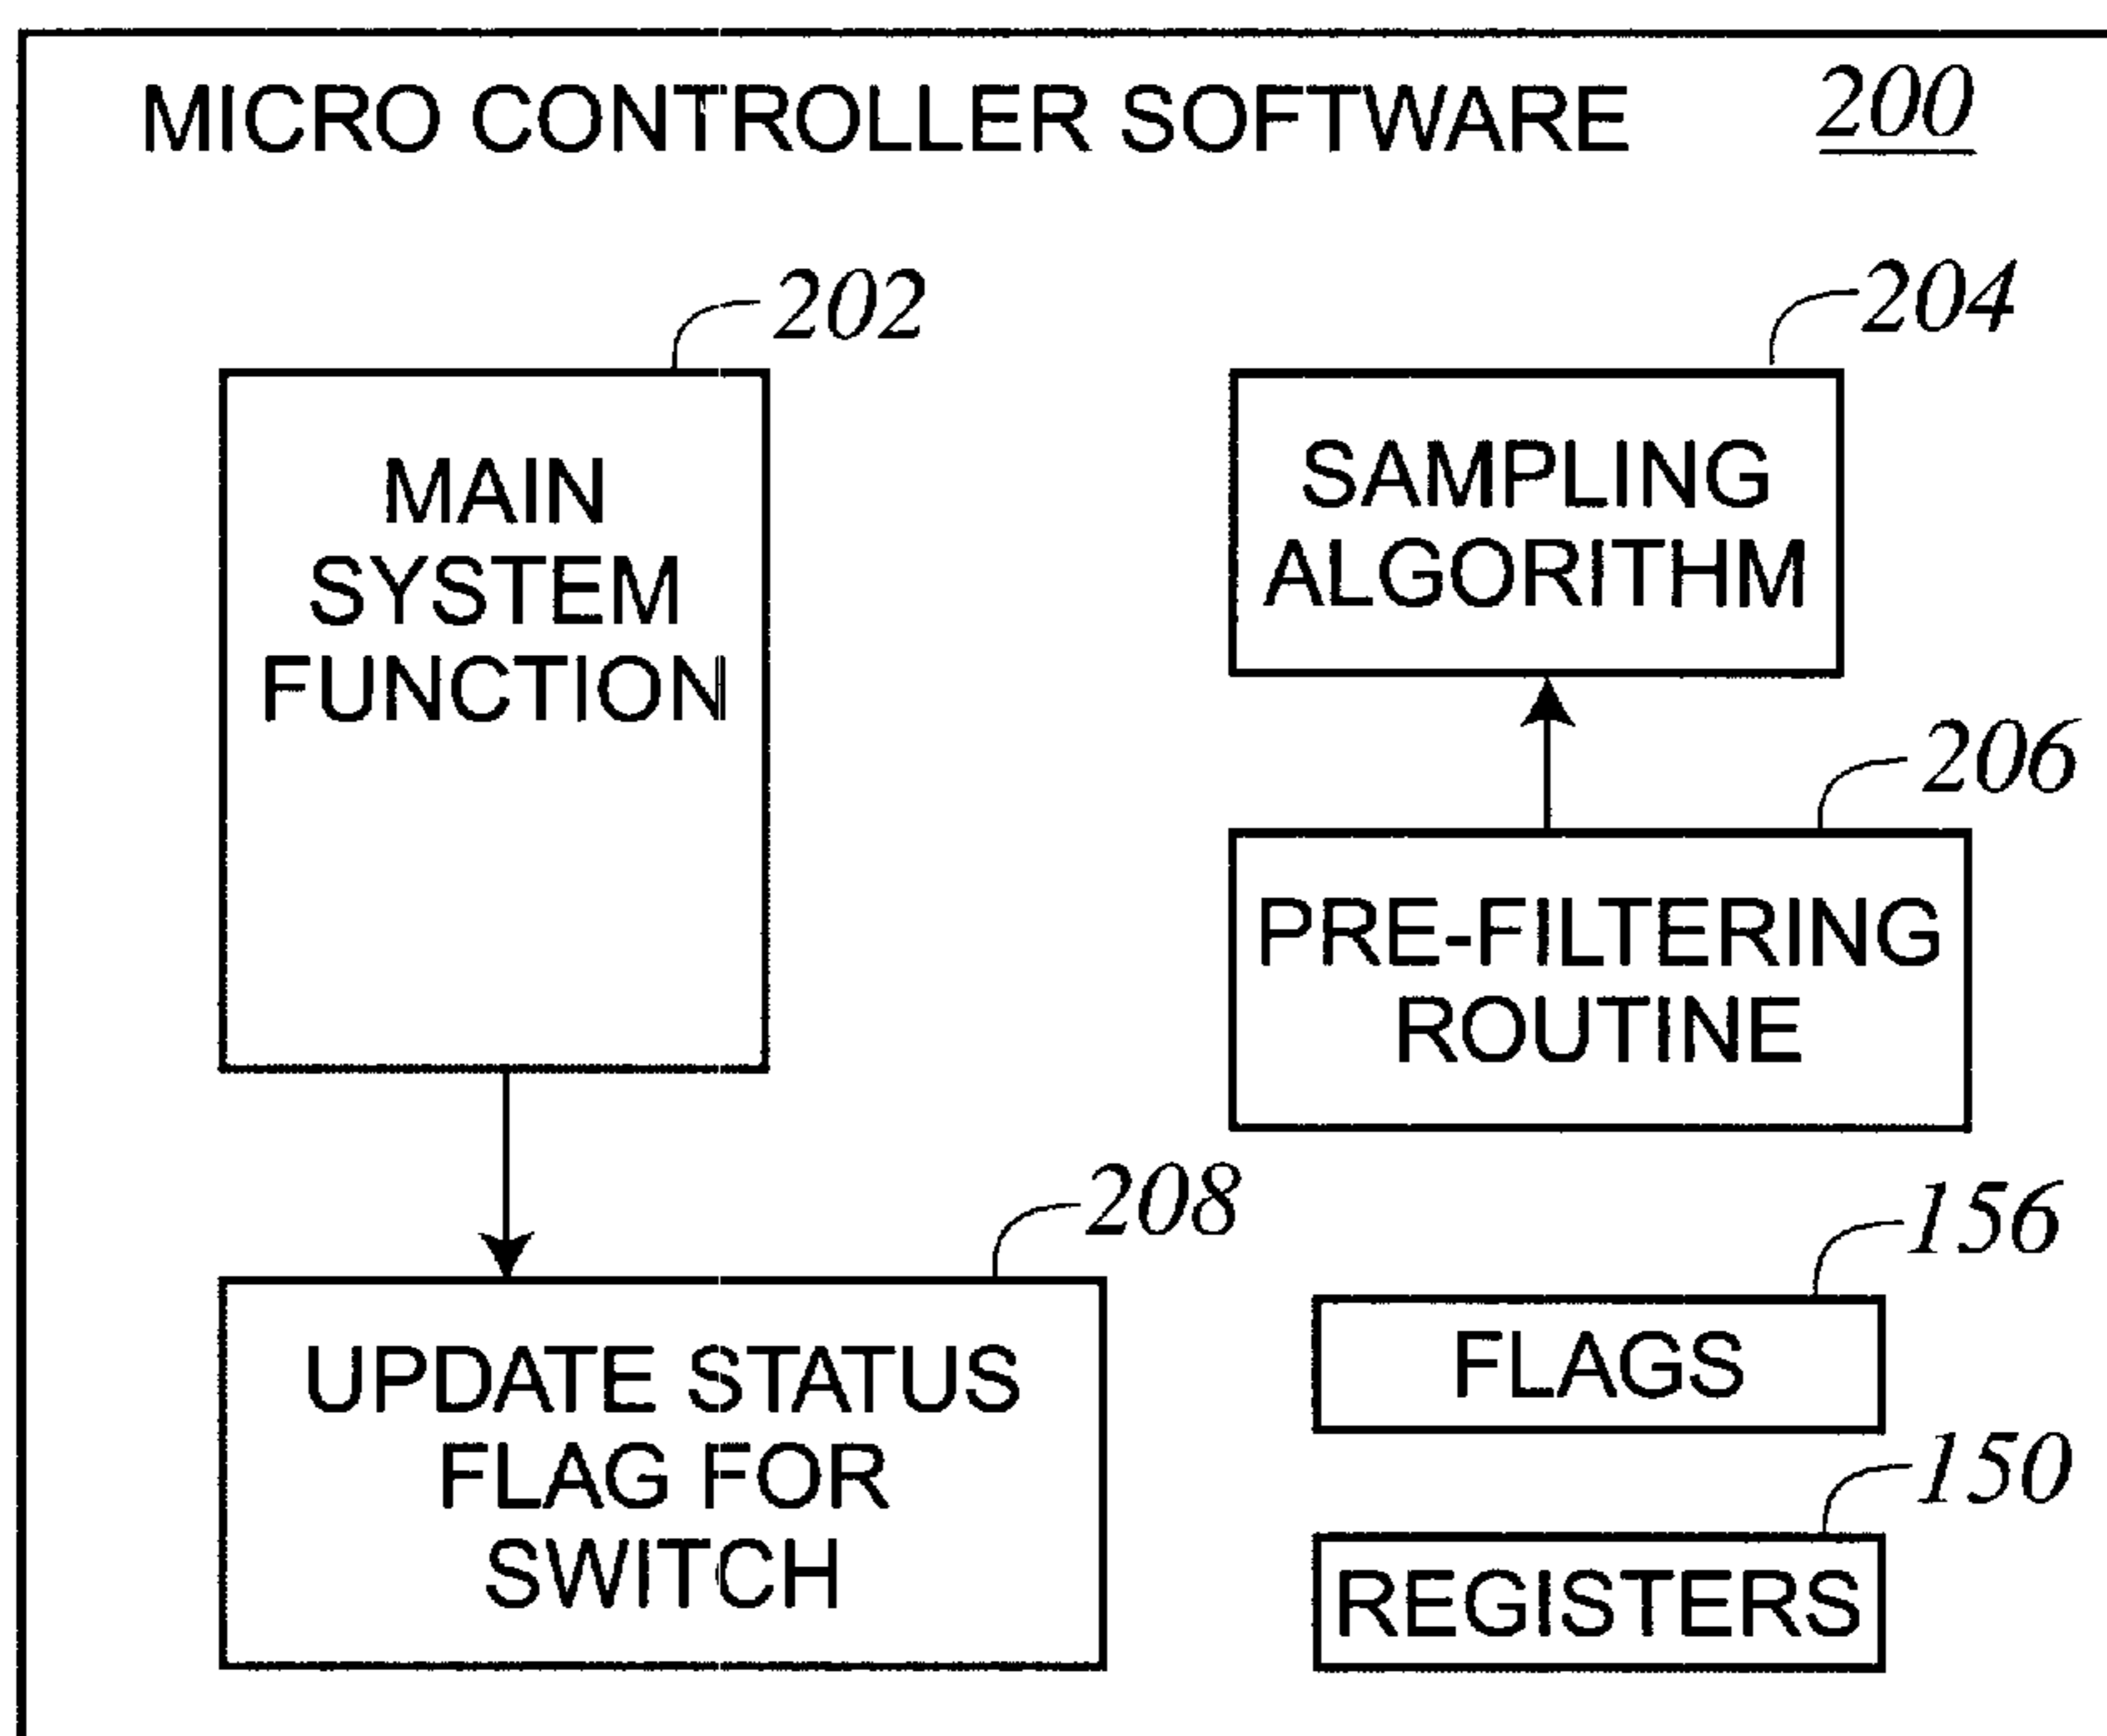 MICRO CONTROLLER SOFTWARE 200
202
MAIN
SYSTEM
FUNCTION
204
SAMPLING
ALGORITHM
206
PRE-FILTERING
ROUTINE
208
UPDATE STATUS
FLAG FOR
SWITCH
156
FLAGS
150
REGISTERS